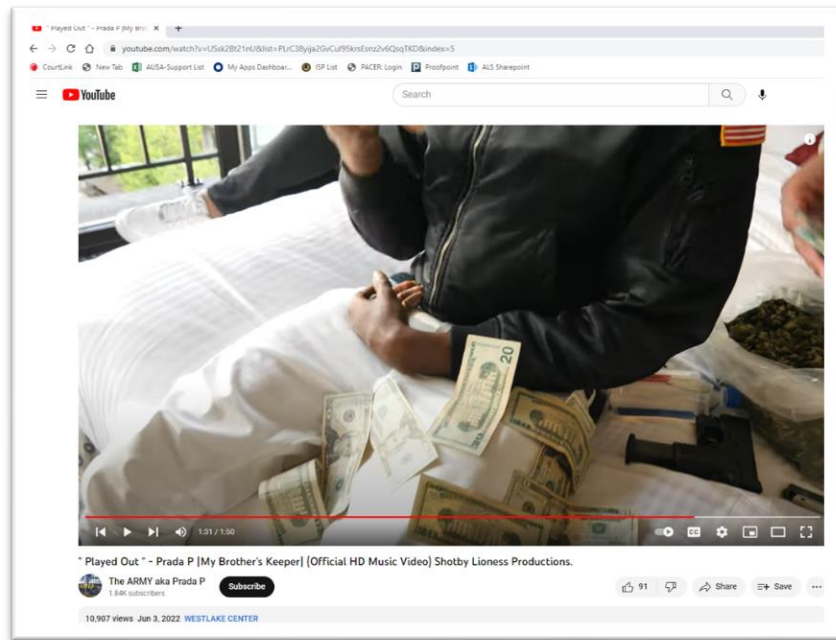 " Played Out " - Prada P |My Bro
youtube.com/watch?v=USsk2Bt21nU&list=PLrC38yija2GvCuf95krsEsnz2v6QsqTKD&index=5
CourtLink New Tab AUSA-Support List My Apps Dashboar... ISP List PACER: Login Proofpoint ALS Sharepoint
YouTube Search
20
1:31 / 1:50 CC
" Played Out " - Prada P |My Brother's Keeper| (Official HD Music Video) Shotby Lioness Productions.
The ARMY aka Prada P
1.84K subscribers
Subscribe 91 Share Save
10,907 views Jun 3, 2022 WESTLAKE CENTER